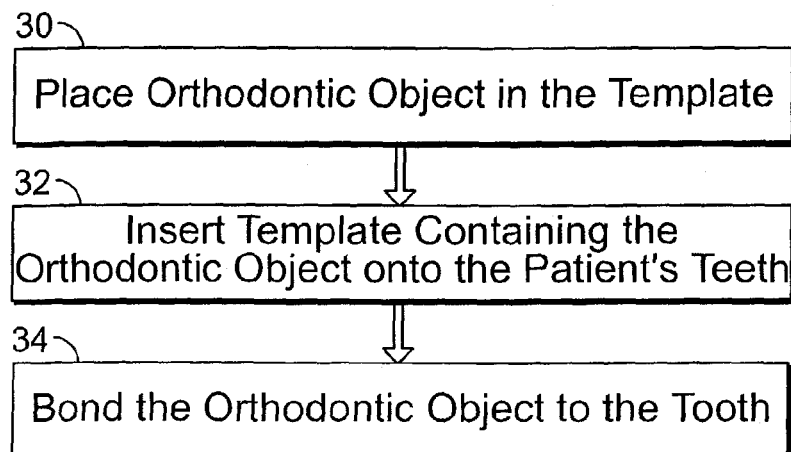 30
Place Orthodontic Object in the Template
32
Insert Template Containing the
Orthodontic Object onto the Patient's Teeth
34
Bond the Orthodontic Object to the Tooth